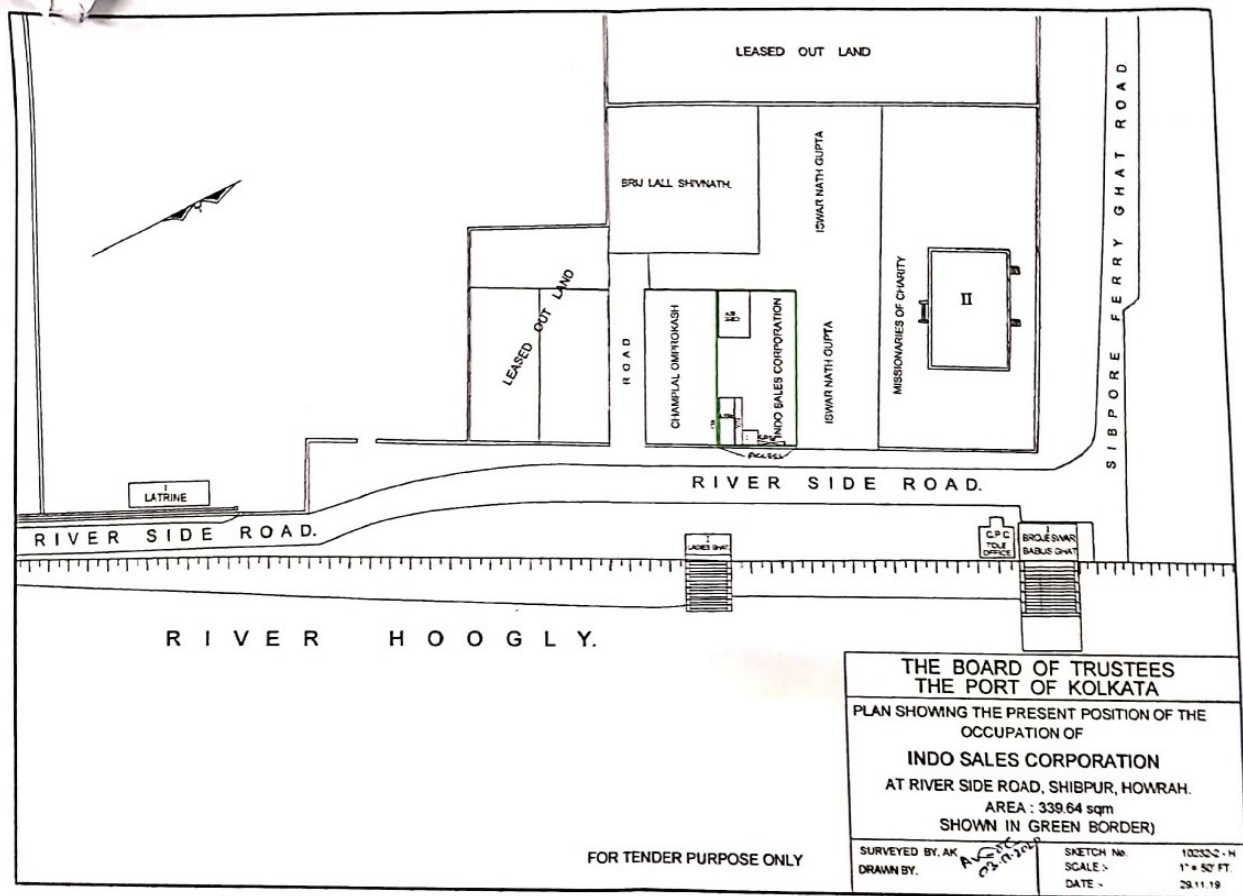 LEASED OUT LAND
SIBPORE FERRY GHAT ROAD
BRIJ LALL SHIVNATH.
ISWAR NATH GUPTA
MISSIONARIES OF CHARITY
II
LEASED OUT LAND
ROAD
CHAMPLAL OMPROKASH
INDO SALES CORPORATION
ISWAR NATH GUPTA
ACCESS
RIVER SIDE ROAD.
I
LATRINE
RIVER SIDE ROAD.
I
LADIES GHAT.
C.P.C
TOLE
OFFICE
I
BROJESWAR
BABUS GHAT
RIVER HOOGLY.
THE BOARD OF TRUSTEES
THE PORT OF KOLKATA
PLAN SHOWING THE PRESENT POSITION OF THE
OCCUPATION OF
INDO SALES CORPORATION
AT RIVER SIDE ROAD, SHIBPUR, HOWRAH.
AREA : 339.64 sqm
SHOWN IN GREEN BORDER)
FOR TENDER PURPOSE ONLY
SURVEYED BY. AK
DRAWN BY.
SKETCH No. 10232-2 - H
SCALE :- 1" = 50' FT.
DATE :- 29.11.19